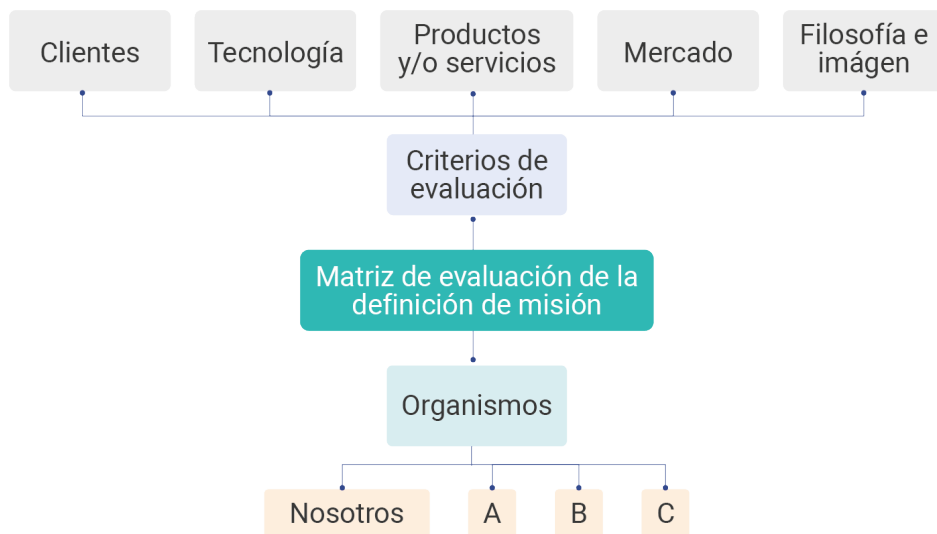 Clientes
Tecnología
Productos
y/o servicios
Mercado
Filosofía e
imágen
Criterios de
evaluación
Matriz de evaluación de la
definición de misión
Organismos
Nosotros
A
B
C